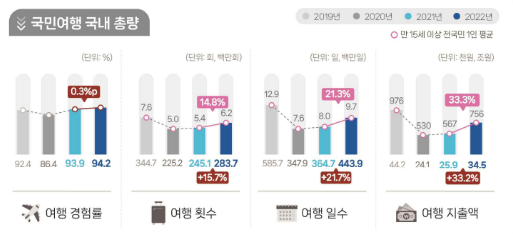 국민여행 국내 총량
2019년 2020년 2021년 2022년
만 15세 이상 전국민 1인 평균
(단위: %)
0.3%p
92.4 86.4 93.9 94.2
여행 경험률
(단위: 회, 백만회)
7.6 5.0 5.4 14.8% 6.2
344.7 225.2 245.1 283.7
+15.7%
여행 횟수
(단위: 일, 백만일)
12.9 7.6 8.0 21.3% 9.7
585.7 347.9 364.7 443.9
+21.7%
여행 일수
(단위: 천원, 조원)
976 530 567 33.3% 756
44.2 24.1 25.9 34.5
+33.2%
여행 지출액